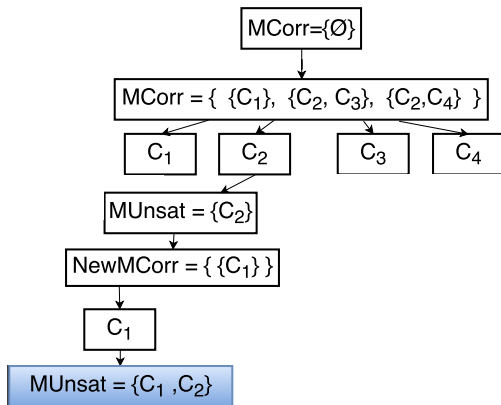 MCorr={Ø}
MCorr = { {C₁}, {C₂, C₃}, {C₂,C₄} }
C₁ C₂ C₃ C₄
MUnsat = {C₂}
NewMCorr = { {C₁} }
C₁
MUnsat = {C₁ ,C₂}